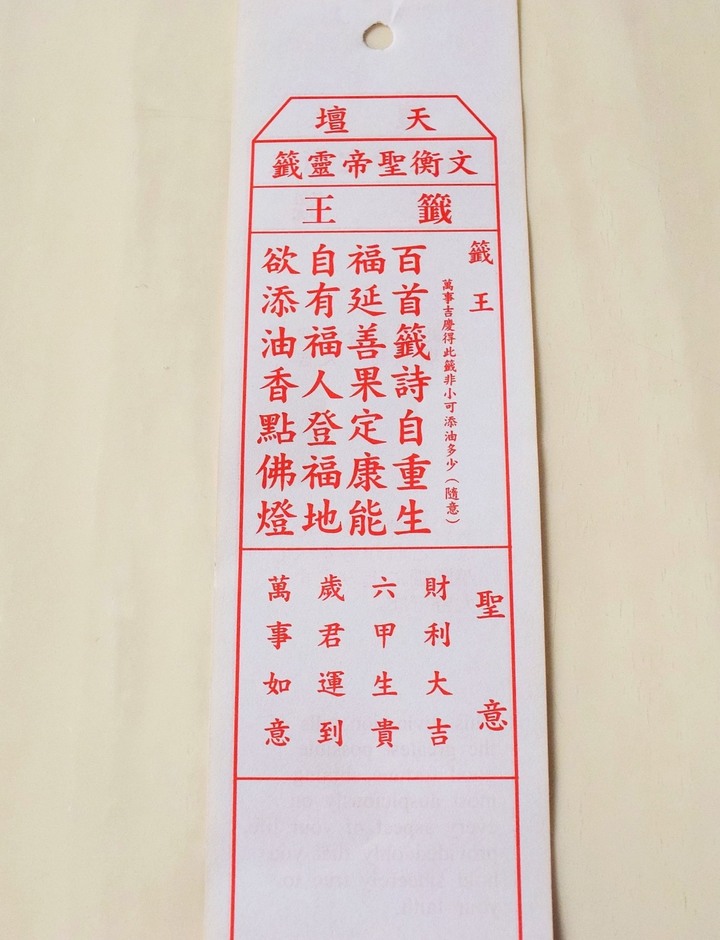 天壇
文衡聖帝靈籤
籤王
籤王
萬事吉慶得此籤非小可添油多少（隨意）
百首籤詩自重生
福延善果定康能
自有福人登福地
欲添油香點佛燈
聖意
財利大吉
六甲生貴
歲君運到
萬事如意